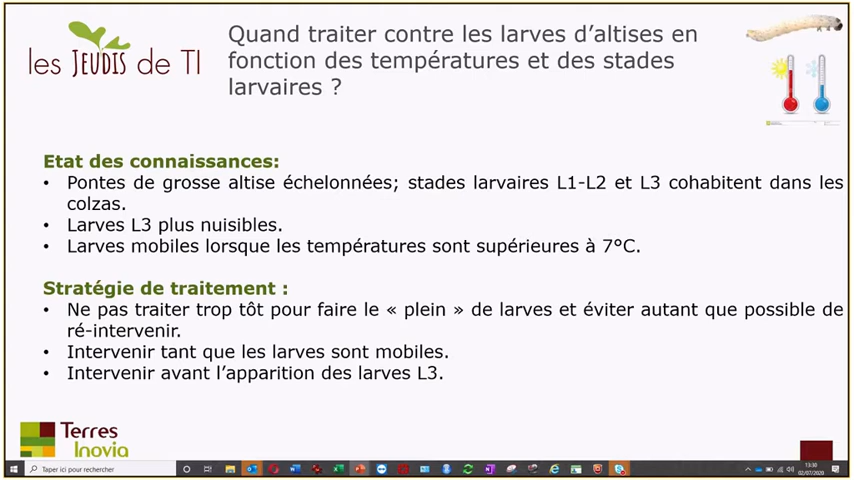 les JEUDIS de TI
Quand traiter contre les larves d’altises en
fonction des températures et des stades
larvaires ?
Etat des connaissances:
• Pontes de grosse altise échelonnées; stades larvaires L1-L2 et L3 cohabitent dans les
colzas.
• Larves L3 plus nuisibles.
• Larves mobiles lorsque les températures sont supérieures à 7°C.
Stratégie de traitement :
• Ne pas traiter trop tôt pour faire le « plein » de larves et éviter autant que possible de
ré-intervenir.
• Intervenir tant que les larves sont mobiles.
• Intervenir avant l’apparition des larves L3.
Terres
Inovia
Taper ici pour rechercher
13:30
02/07/2020